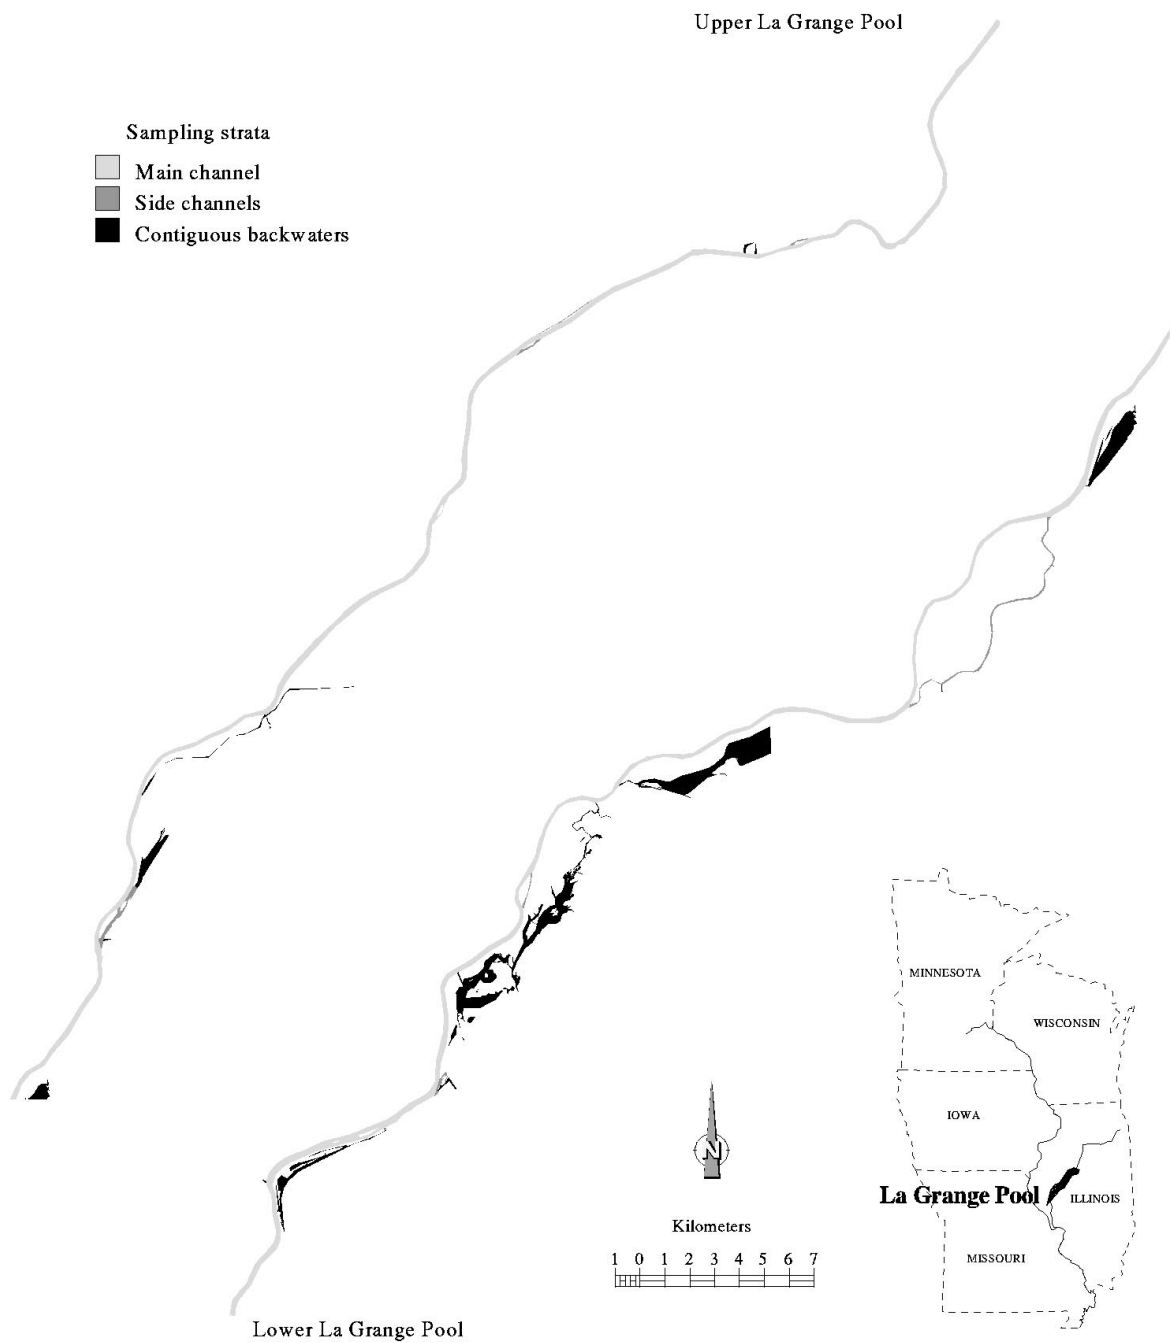 Upper La Grange Pool
Sampling strata
Main channel
Side channels
Contiguous backwaters
MINNESOTA
WISCONSIN
IOWA
La Grange Pool
ILLINOIS
MISSOURI
N
Kilometers
1 0 1 2 3 4 5 6 7
Lower La Grange Pool